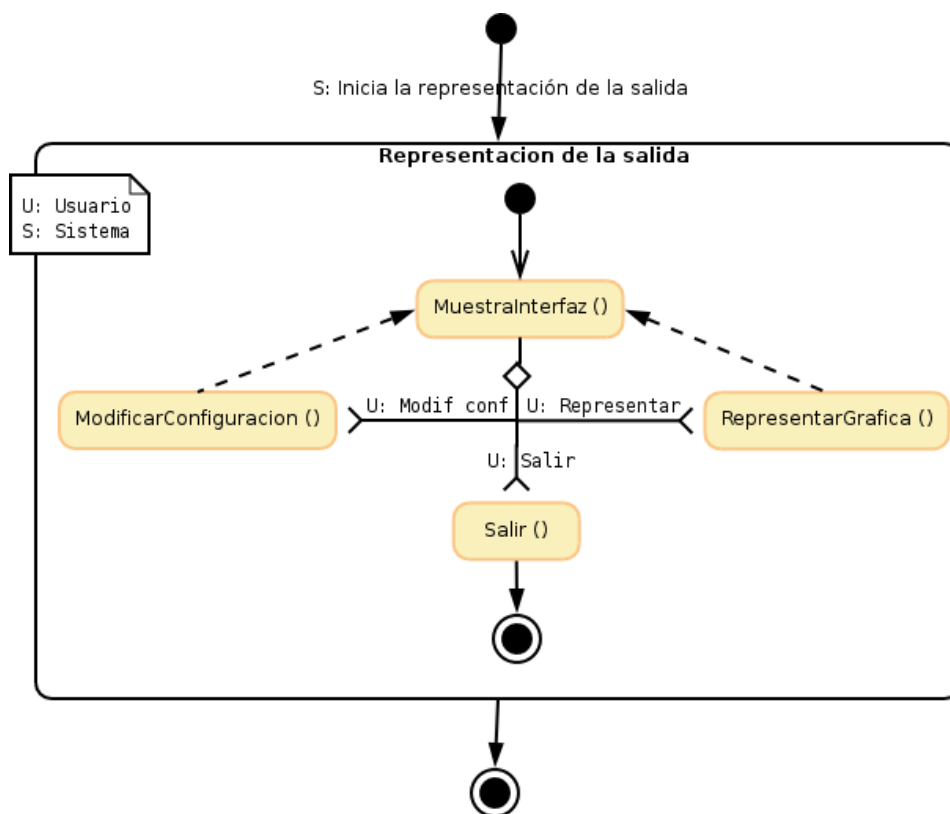 S: Inicia la representación de la salida
Representacion de la salida
U: Usuario
S: Sistema
MuestraInterfaz ()
U: Modif conf
U: Representar
ModificarConfiguracion ()
RepresentarGrafica ()
U: Salir
Salir ()